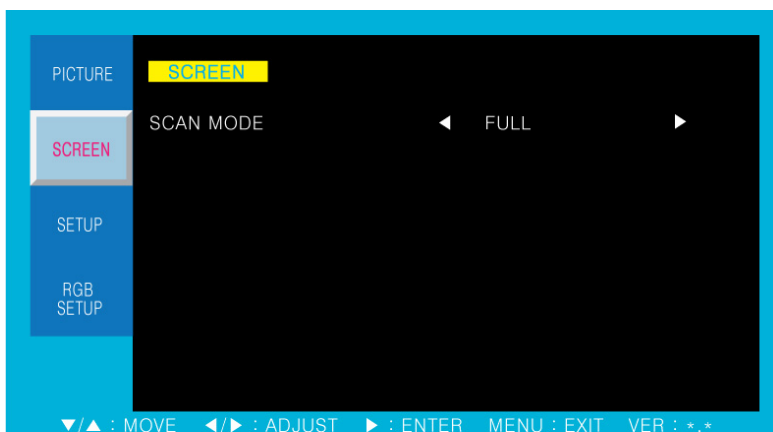 PICTURE
SCREEN
SETUP
RGB
SETUP
SCREEN
SCAN MODE ◀ FULL ▶
▼/▲ : MOVE ◀/▶ : ADJUST ▶ : ENTER MENU : EXIT VER : *.*